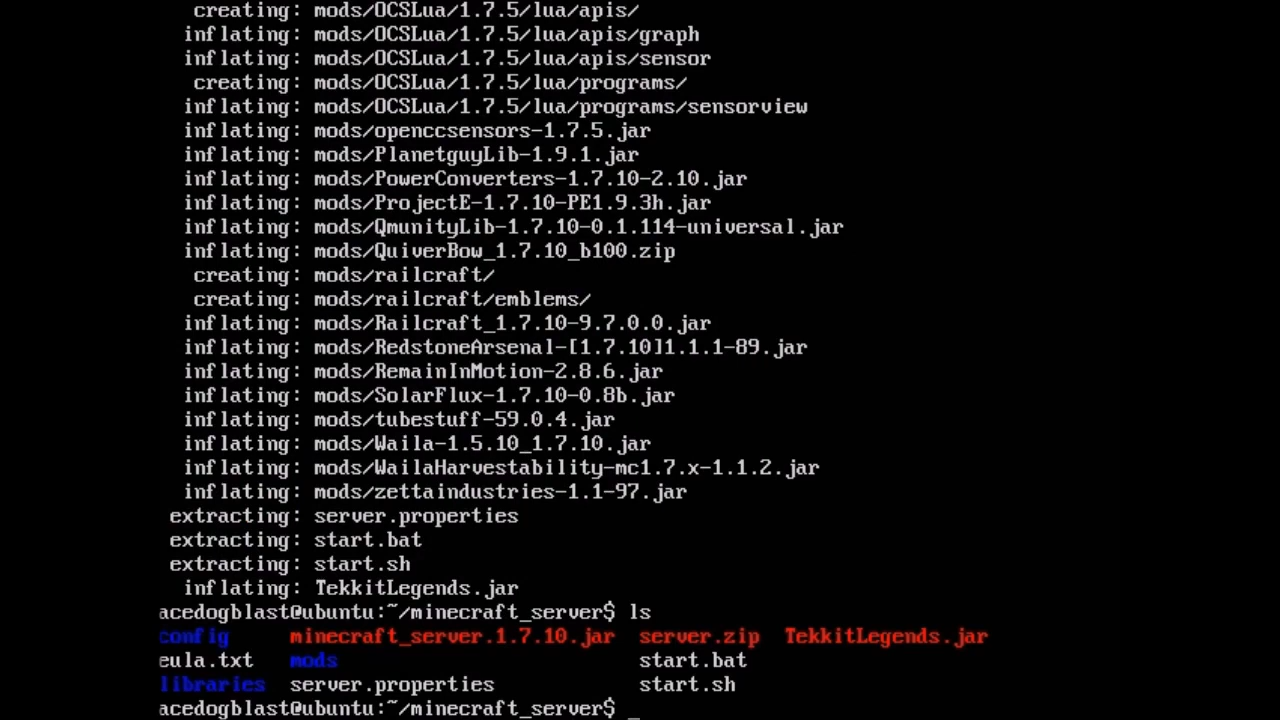 creating: mods/OCSLua/1.7.5/lua/apis/
inflating: mods/OCSLua/1.7.5/lua/apis/graph
inflating: mods/OCSLua/1.7.5/lua/apis/sensor
creating: mods/OCSLua/1.7.5/lua/programs/
inflating: mods/OCSLua/1.7.5/lua/programs/sensorview
inflating: mods/openccsensors-1.7.5.jar
inflating: mods/PlanetguyLib-1.9.1.jar
inflating: mods/PowerConverters-1.7.10-2.10.jar
inflating: mods/ProjectE-1.7.10-PE1.9.3h.jar
inflating: mods/QmunityLib-1.7.10-0.1.114-universal.jar
inflating: mods/QuiverBow_1.7.10_b100.zip
creating: mods/railcraft/
creating: mods/railcraft/emblems/
inflating: mods/Railcraft_1.7.10-9.7.0.0.jar
inflating: mods/RedstoneArsenal-[1.7.10]1.1.1-89.jar
inflating: mods/RemainInMotion-2.8.6.jar
inflating: mods/SolarFlux-1.7.10-0.8b.jar
inflating: mods/tubestuff-59.0.4.jar
inflating: mods/Waila-1.5.10_1.7.10.jar
inflating: mods/WailaHarvestability-mc1.7.x-1.1.2.jar
inflating: mods/zettaindustries-1.1-97.jar
extracting: server.properties
extracting: start.bat
extracting: start.sh
inflating: TekkitLegends.jar
acedogblast@ubuntu:~/minecraft_server$ ls
config minecraft_server.1.7.10.jar server.zip TekkitLegends.jar
eula.txt mods start.bat
libraries server.properties start.sh
acedogblast@ubuntu:~/minecraft_server$ _